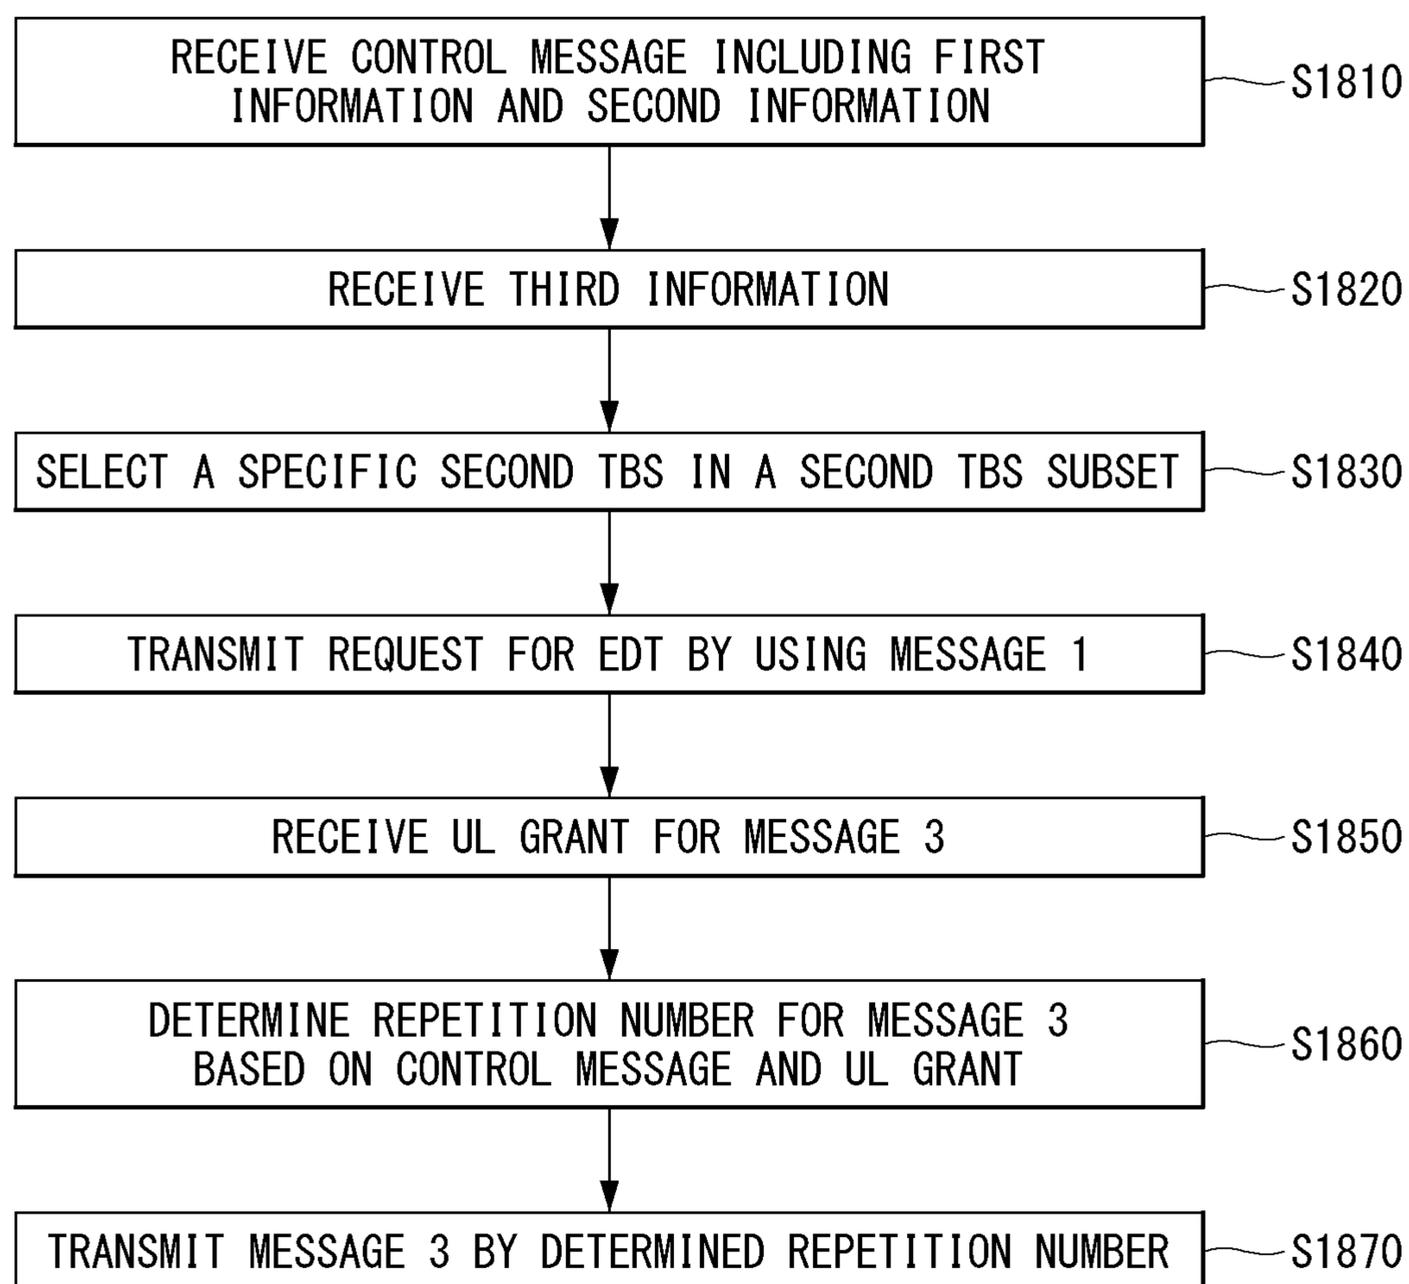 RECEIVE CONTROL MESSAGE INCLUDING FIRST
INFORMATION AND SECOND INFORMATION
S1810
RECEIVE THIRD INFORMATION
S1820
SELECT A SPECIFIC SECOND TBS IN A SECOND TBS SUBSET
S1830
TRANSMIT REQUEST FOR EDT BY USING MESSAGE 1
S1840
RECEIVE UL GRANT FOR MESSAGE 3
S1850
DETERMINE REPETITION NUMBER FOR MESSAGE 3
BASED ON CONTROL MESSAGE AND UL GRANT
S1860
TRANSMIT MESSAGE 3 BY DETERMINED REPETITION NUMBER
S1870